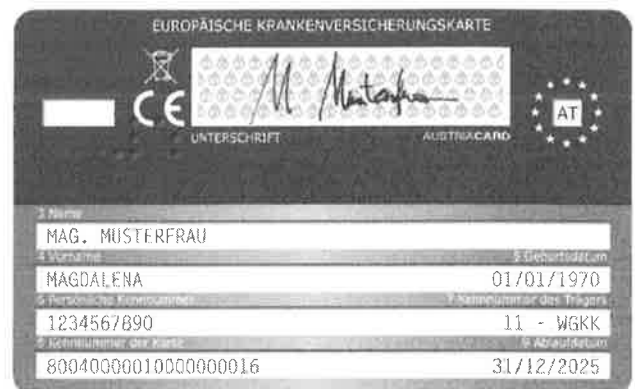 EUROPÄISCHE KRANKENVERSICHERUNGSKARTE
CE
M Musterfrau
AT
UNTERSCHRIFT AUSTRIACARD
3 Name
MAG. MUSTERFRAU
4 Vorname 5 Geburtsdatum
MAGDALENA 01/01/1970
6 Persönliche Kennnummer 7 Kennnummer des Trägers
1234567890 11 - WGKK
8 Kennnummer der Karte 9 Ablaufdatum
80040000010000000016 31/12/2025